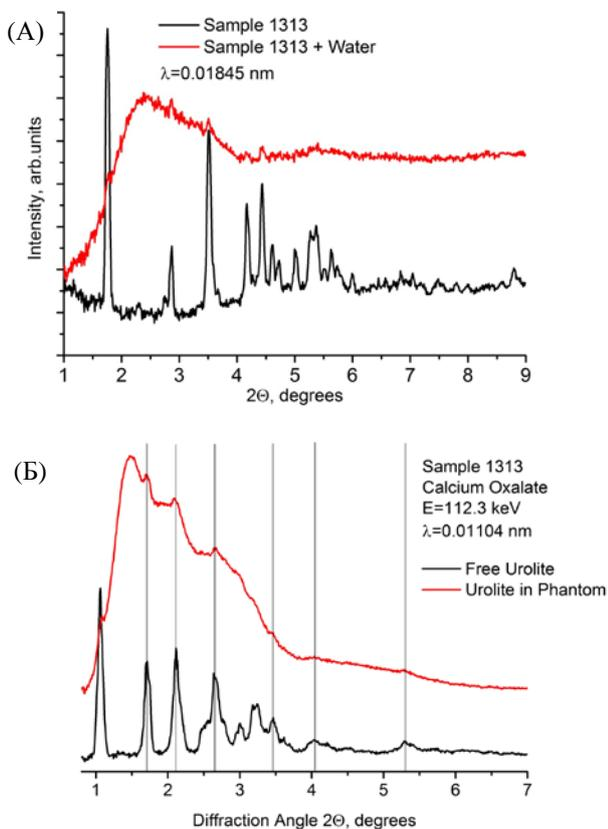 (А)
Sample 1313
Sample 1313 + Water
λ=0.01845 nm
Intensity, arb.units
1 2 3 4 5 6 7 8 9
2Θ, degrees
(Б)
Sample 1313
Calcium Oxalate
E=112.3 keV
λ=0.01104 nm
Free Urolite
Urolite in Phantom
1 2 3 4 5 6 7
Diffraction Angle 2Θ, degrees